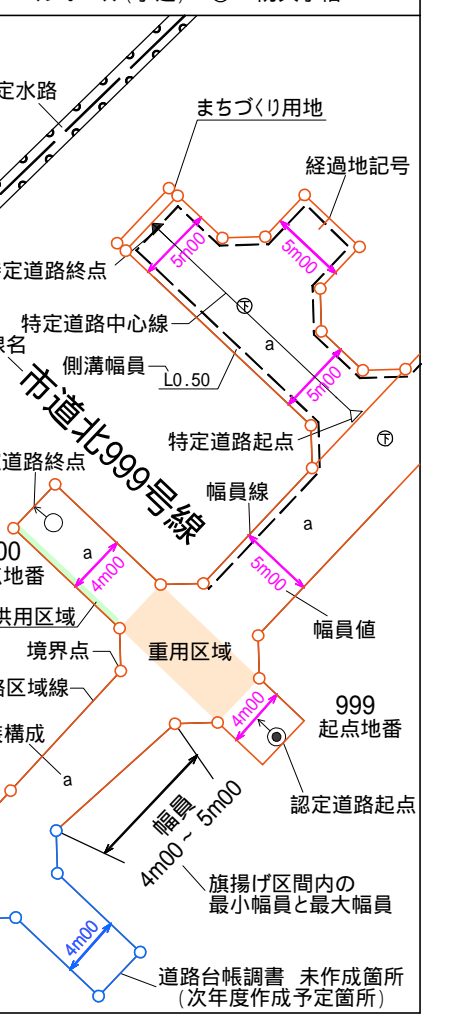 定水路
まちづくり用地
経過地記号
5m00
5m00
定道路終点
下
特定道路中心線
a
線名
側溝幅員
L0.50
5m00
市道北999号線
特定道路起点
下
道路終点
幅員線
a
00
a
地番
4m00
5m00
共用区域
幅員値
境界点
重用区域
区域線
4m00
999
起点地番
構成
a
認定道路起点
幅員
4m00~5m00
旗揚げ区間内の
最小幅員と最大幅員
4m00
道路台帳調書 未作成箇所
(次年度作成予定箇所)